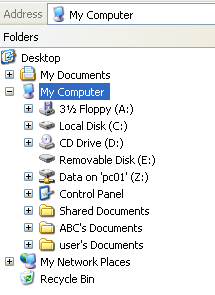 Address My Computer
Folders
Desktop
My Documents
My Computer
3½ Floppy (A:)
Local Disk (C:)
CD Drive (D:)
Removable Disk (E:)
Data on 'pc01' (Z:)
Control Panel
Shared Documents
ABC's Documents
user's Documents
My Network Places
Recycle Bin